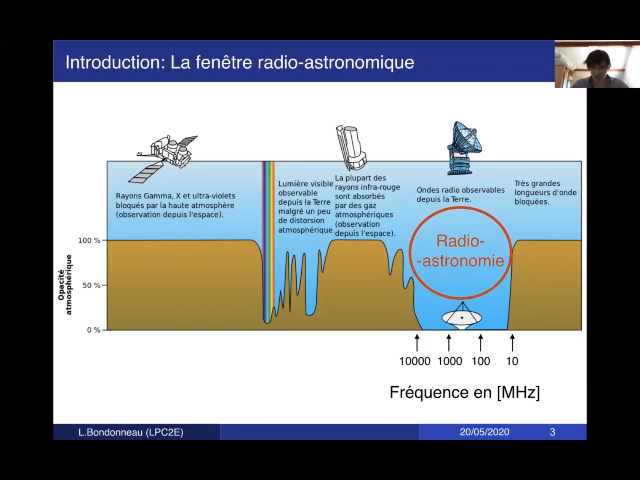 Introduction: La fenêtre radio-astronomique
Rayons Gamma, X et ultra-violets
bloqués par la haute atmosphère
(observation depuis l'espace).
Lumière visible
observable
depuis la Terre
malgré un peu
de distorsion
atmosphérique
La plupart des
rayons infra-rouge
sont absorbés
par des gaz
atmosphériques
(observation
depuis l'espace).
Ondes radio observables
depuis la Terre.
Très grandes
longueurs d'onde
bloquées.
Radio-
-astronomie
Opacité
atmosphérique
100 %
50 %
0 %
10000 1000 100 10
Fréquence en [MHz]
L.Bondonneau (LPC2E) 20/05/2020 3